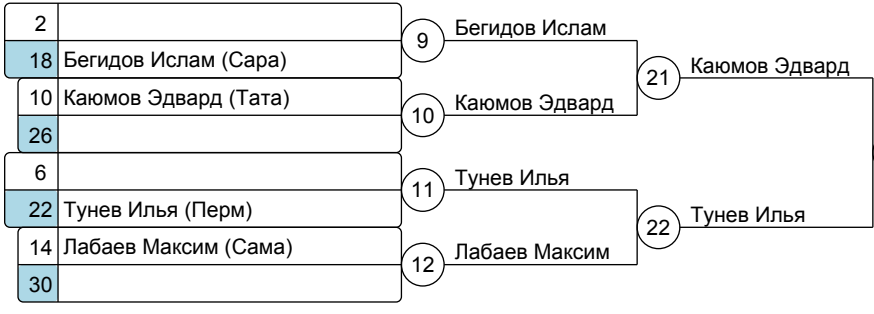 2
18 Бегидов Ислам (Сара)
9 Бегидов Ислам
10 Каюмов Эдвард (Тата)
26
10 Каюмов Эдвард
21 Каюмов Эдвард
6
22 Тунев Илья (Перм)
11 Тунев Илья
14 Лабаев Максим (Сама)
30
12 Лабаев Максим
22 Тунев Илья